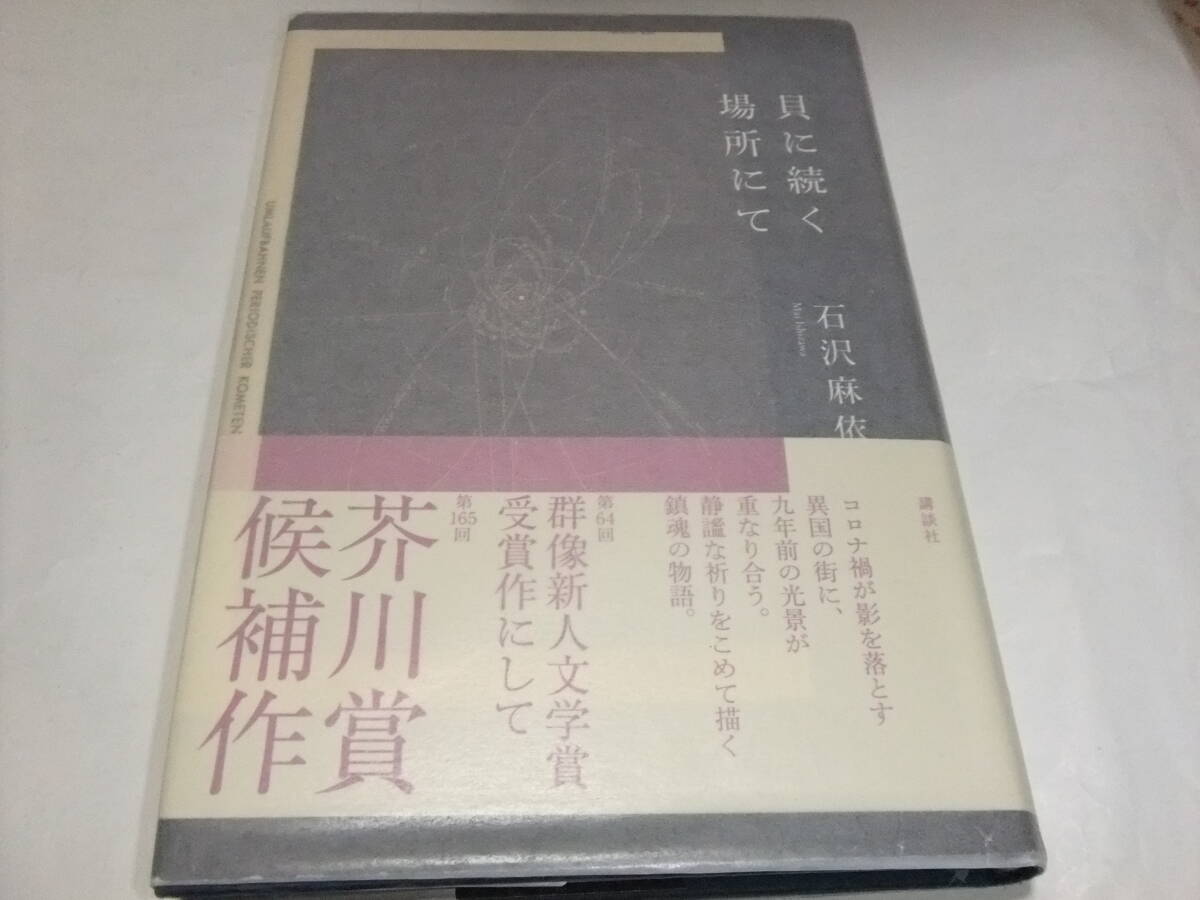 貝に続く
場所にて
石沢麻依
Mai Ishizawa
UMLAUFBAHNEN PERIODISCHER KOMETEN
講談社
コロナ禍が影を落とす
異国の街に、
九年前の光景が
重なり合う。
静謐な祈りをこめて描く
鎮魂の物語。
第64回
群像新人文学賞
受賞作にして
第165回
芥川賞
候補作